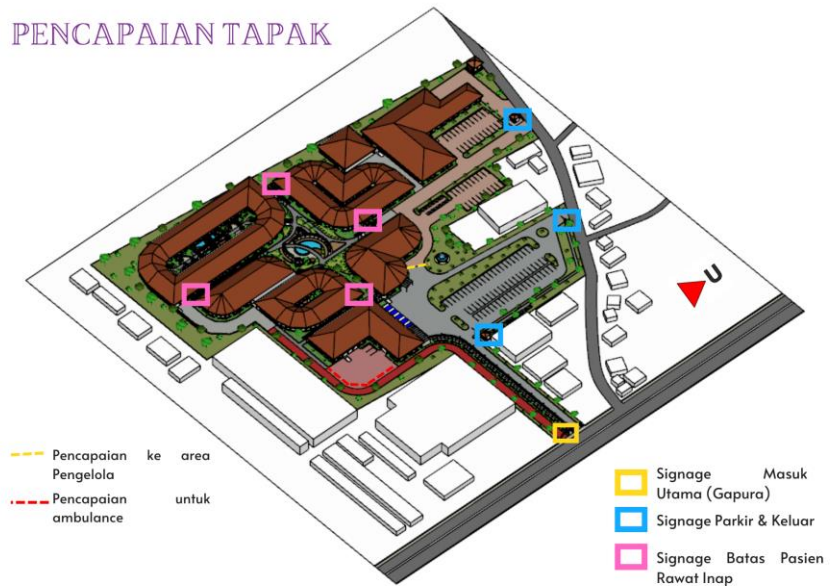 PENCAPAIAN TAPAK
U
Pencapaian ke area
Pengelola
Pencapaian untuk
ambulance
Signage Masuk
Utama (Gapura)
Signage Parkir & Keluar
Signage Batas Pasien
Rawat Inap